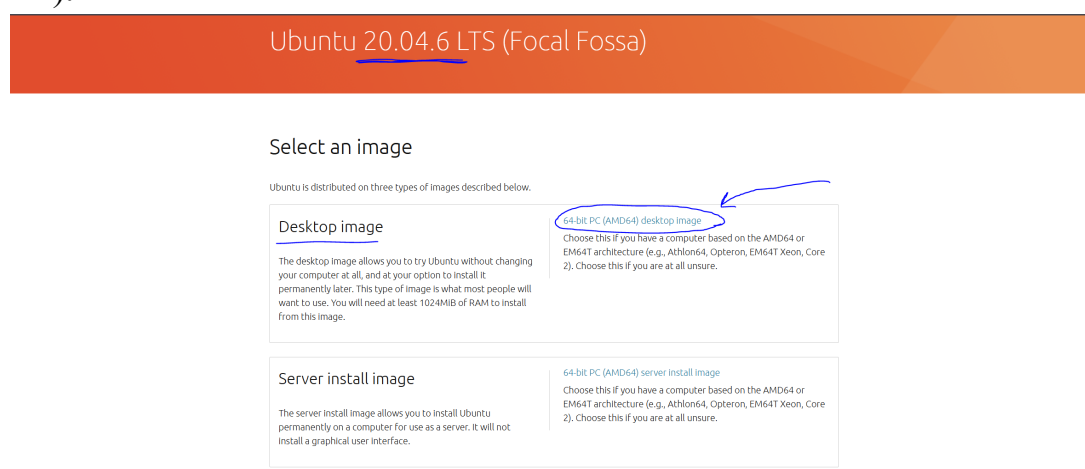 Ubuntu 20.04.6 LTS (Focal Fossa)
Select an image
Ubuntu is distributed on three types of images described below.
Desktop image
The desktop image allows you to try Ubuntu without changing
your computer at all, and at your option to install it
permanently later. This type of image is what most people will
want to use. You will need at least 1024MiB of RAM to install
from this image.
64-bit PC (AMD64) desktop image
Choose this if you have a computer based on the AMD64 or
EM64T architecture (e.g., Athlon64, Opteron, EM64T Xeon, Core
2). Choose this if you are at all unsure.
Server install image
The server install image allows you to install Ubuntu
permanently on a computer for use as a server. It will not
install a graphical user interface.
64-bit PC (AMD64) server install image
Choose this if you have a computer based on the AMD64 or
EM64T architecture (e.g., Athlon64, Opteron, EM64T Xeon, Core
2). Choose this if you are at all unsure.